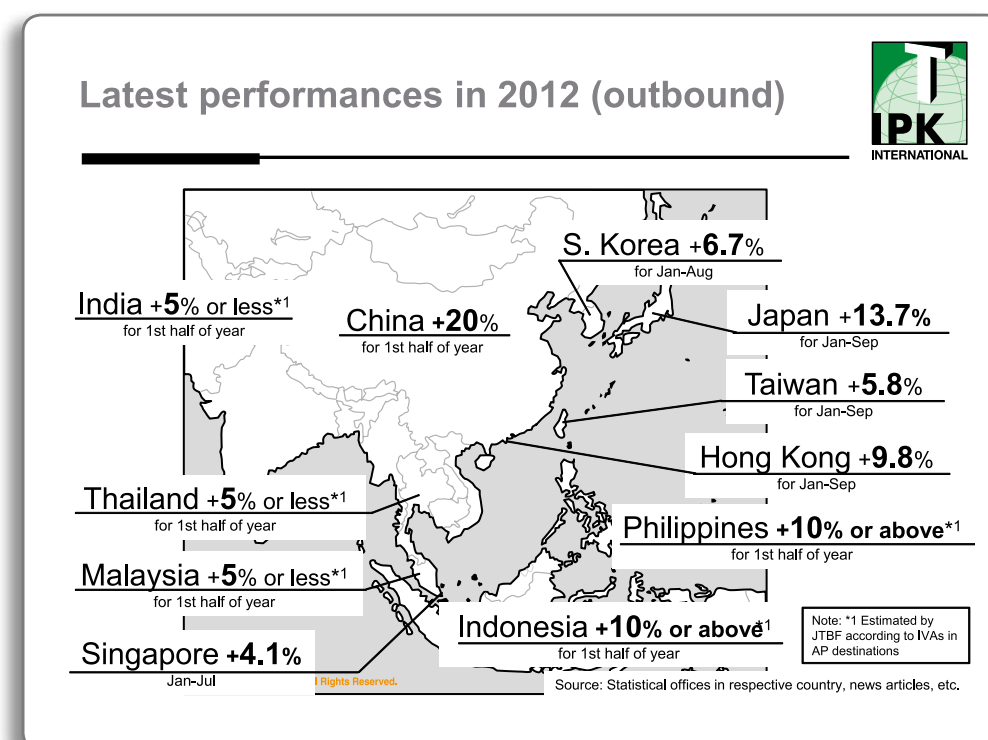 Latest performances in 2012 (outbound)
T
IPK
INTERNATIONAL
S. Korea +6.7%
for Jan-Aug
India +5% or less*1
for 1st half of year
China +20%
for 1st half of year
Japan +13.7%
for Jan-Sep
Taiwan +5.8%
for Jan-Sep
Hong Kong +9.8%
for Jan-Sep
Thailand +5% or less*1
for 1st half of year
Philippines +10% or above*1
for 1st half of year
Malaysia +5% or less*1
for 1st half of year
Indonesia +10% or above*1
for 1st half of year
Note: *1 Estimated by
JTBF according to IVAs in
AP destinations
Singapore +4.1%
Jan-Jul
Rights Reserved.
Source: Statistical offices in respective country, news articles, etc.